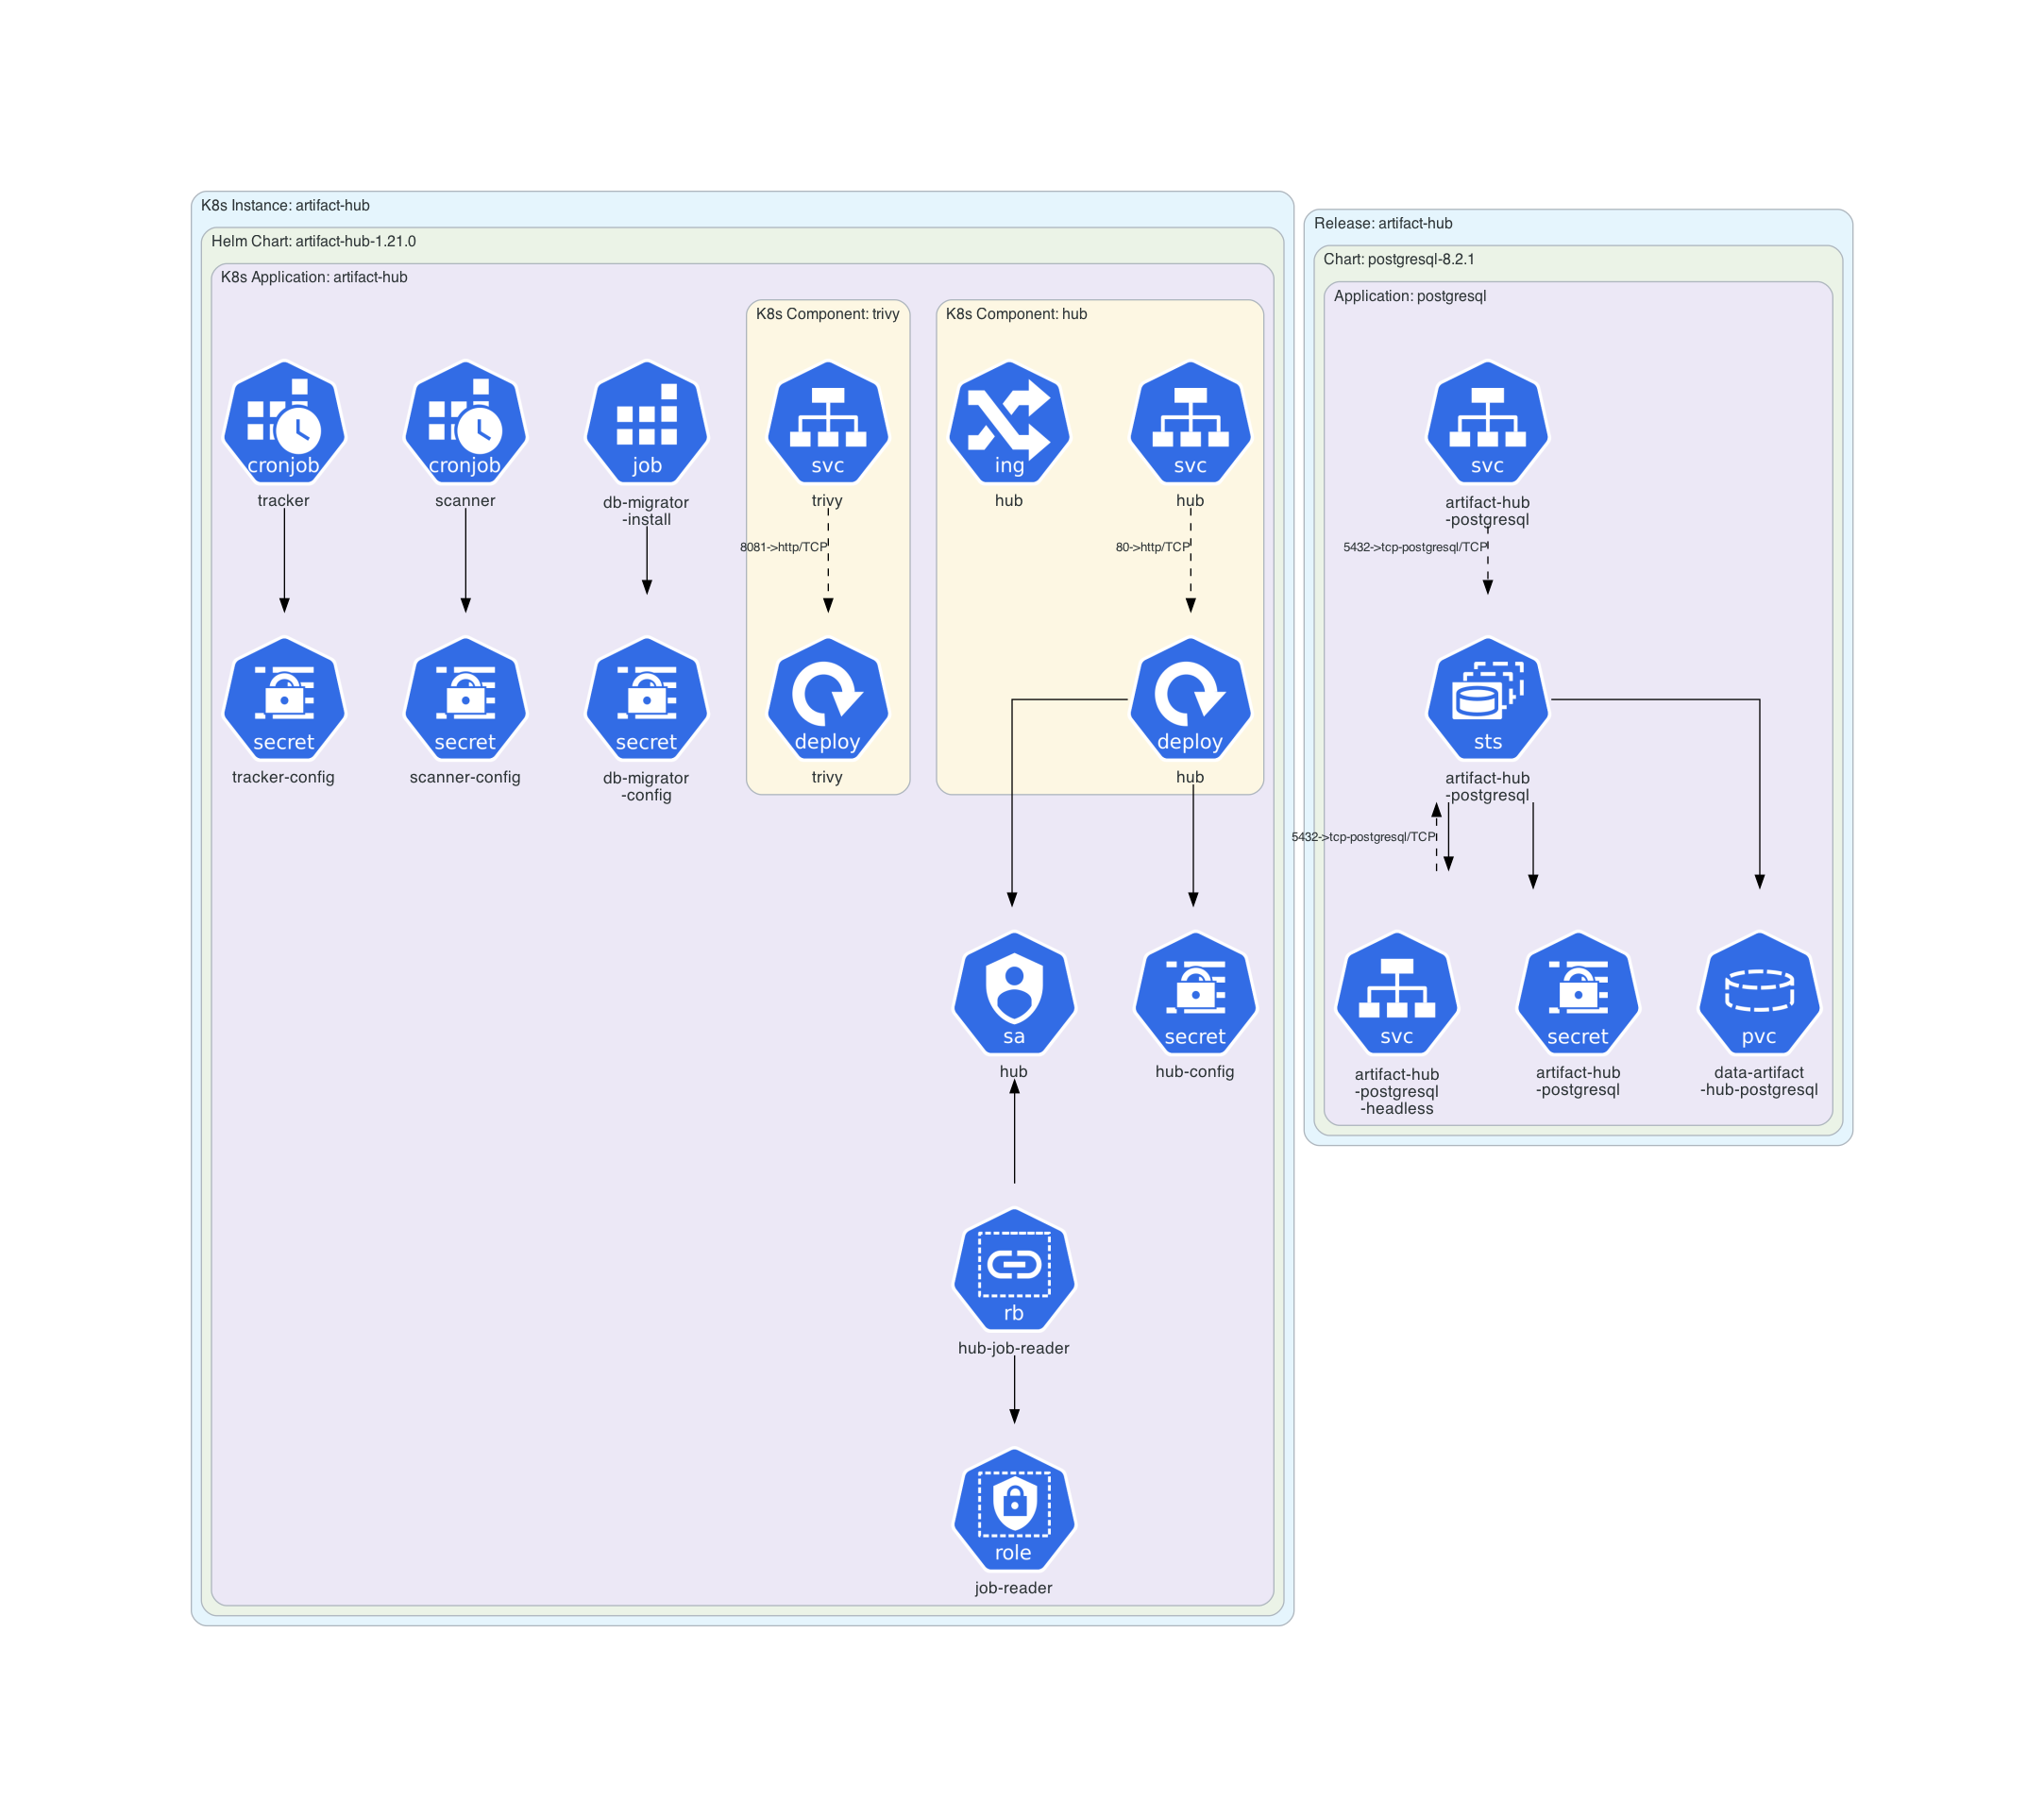 K8s Instance: artifact-hub
Helm Chart: artifact-hub-1.21.0
K8s Application: artifact-hub
K8s Component: trivy
K8s Component: hub
cronjob
tracker
cronjob
scanner
job
db-migrator
-install
svc
trivy
ing
hub
svc
hub
8081->http/TCP
80->http/TCP
secret
tracker-config
secret
scanner-config
secret
db-migrator
-config
deploy
trivy
deploy
hub
sa
hub
secret
hub-config
rb
hub-job-reader
role
job-reader
Release: artifact-hub
Chart: postgresql-8.2.1
Application: postgresql
svc
artifact-hub
-postgresql
5432->tcp-postgresql/TCP
sts
artifact-hub
-postgresql
5432->tcp-postgresql/TCP
svc
artifact-hub
-postgresql
-headless
secret
artifact-hub
-postgresql
pvc
data-artifact
-hub-postgresql